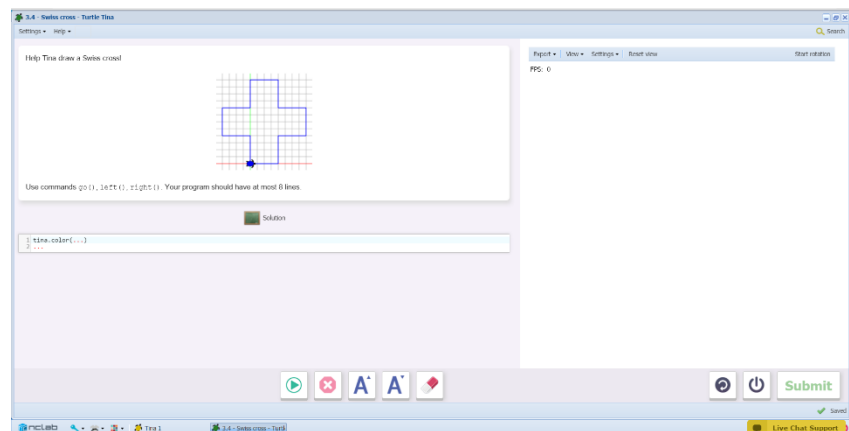 3.4 - Swiss cross - Turtle Tina
Settings Help
Search
Help Tina draw a Swiss cross!
Use commands go(), left(), right(). Your program should have at most 8 lines.
Solution
1 tina.color(...)
2 ...
Export View Settings Reset view Start rotation
FPS: 0
A A
Submit
Saved
nclab Tina 1 3.4 - Swiss cross - Turtl Live Chat Support